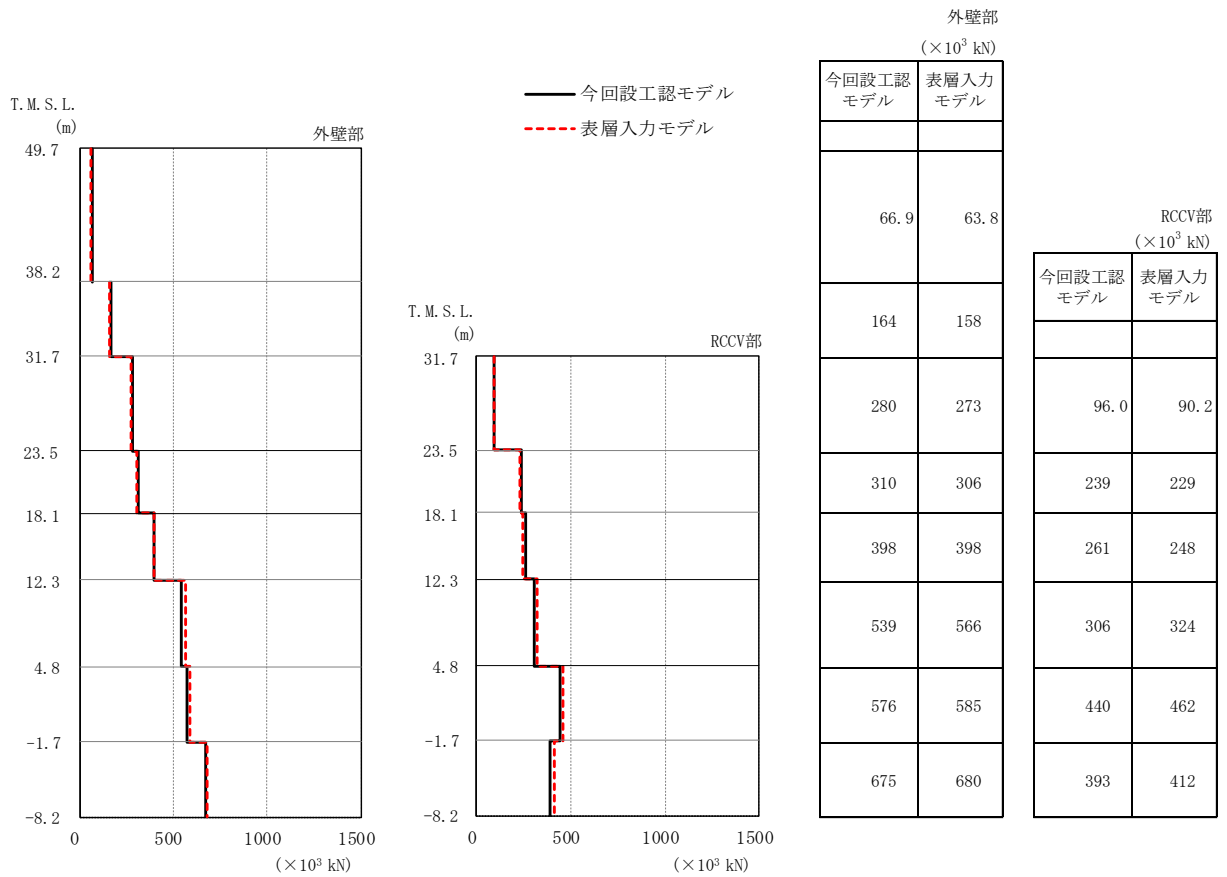 T.M.S.L.
(m)
外壁部
49.7
38.2
31.7
23.5
18.1
12.3
4.8
-1.7
-8.2
0 500 1000 1500
(×10³ kN)
今回設工認モデル
表層入力モデル
T.M.S.L.
(m)
RCCV部
31.7
23.5
18.1
12.3
4.8
-1.7
-8.2
0 500 1000 1500
(×10³ kN)
外壁部
(×10³ kN)
今回設工認 表層入力
モデル モデル
66.9 63.8
164 158
280 273
310 306
398 398
539 566
576 585
675 680
RCCV部
(×10³ kN)
今回設工認 表層入力
モデル モデル
96.0 90.2
239 229
261 248
306 324
440 462
393 412